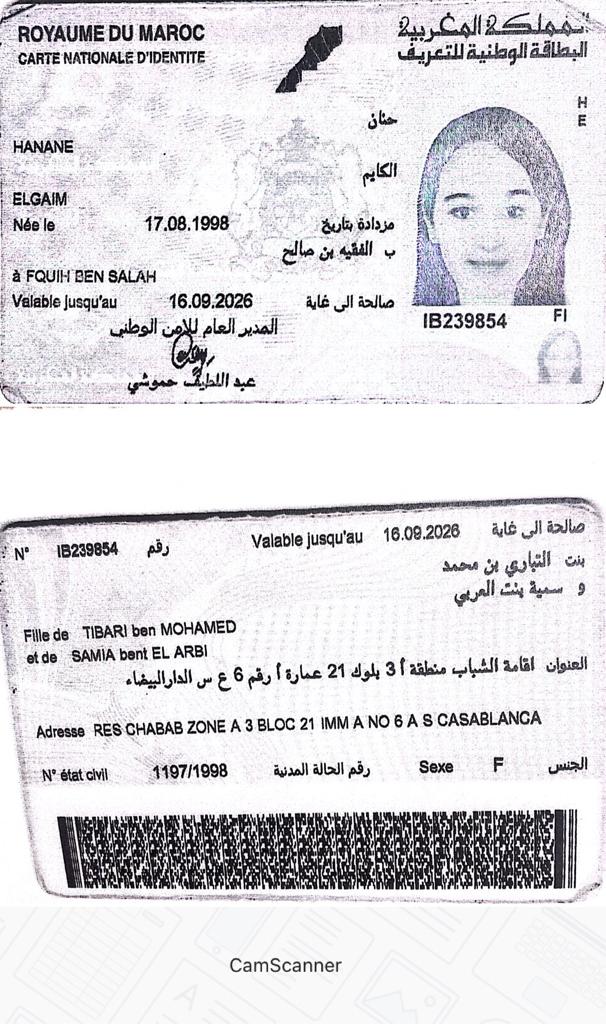 ROYAUME DU MAROC
CARTE NATIONALE D'IDENTITE
المملكة المغربية
البطاقة الوطنية للتعريف
H
E
حنان
HANANE
الكايم
ELGAIM
Née le 17.08.1998 مزدادة بتاريخ
ب الفقيه بن صالح
à FQUIH BEN SALAH
Valable jusqu'au 16.09.2026 صالحة الى غاية
المدير العام للامن الوطني
عبد اللطيف حموشي
IB239854 FI
N° IB239854 رقم Valable jusqu'au 16.09.2026 صالحة الى غاية
بنت التباري بن محمد
و سمية بنت العربي
Fille de TIBARI ben MOHAMED
et de SAMIA bent EL ARBI
العنوان اقامة الشباب منطقة أ 3 بلوك 21 عمارة أ رقم 6 ع س الدارالبيضاء
Adresse RES CHABAB ZONE A 3 BLOC 21 IMM A NO 6 A S CASABLANCA
N° état civil 1197/1998 رقم الحالة المدنية Sexe F الجنس
CamScanner